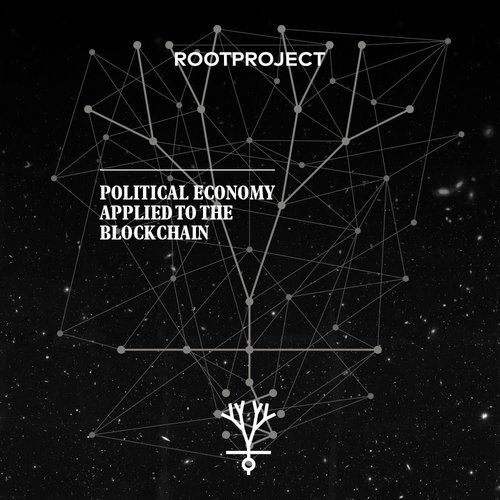 ROOTPROJECT
POLITICAL ECONOMY
APPLIED TO THE
BLOCKCHAIN